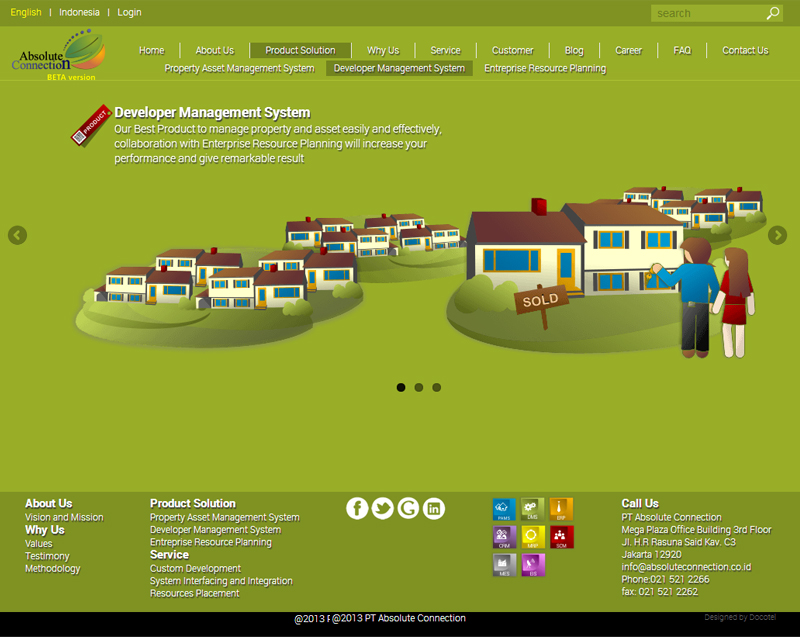 English | Indonesia | Login
search
Absolute
Connection
BETA version
Home About Us Product Solution Why Us Service Customer Blog Career FAQ Contact Us
Property Asset Management System Developer Management System Entreprise Resource Planning
PRODUCT
Developer Management System
Our Best Product to manage property and asset easily and effectively,
collaboration with Enterprise Resource Planning will increase your
performance and give remarkable result
SOLD
About Us
Vision and Mission
Why Us
Values
Testimony
Methodology
Product Solution
Property Asset Management System
Developer Management System
Entreprise Resource Planning
Service
Custom Development
System Interfacing and Integration
Resources Placement
PAMS DMS ERP
CRM MRP SCM
MES EIS
Call Us
PT Absolute Connection
Mega Plaza Office Building 3rd Floor
Jl. H.R Rasuna Said Kav. C3
Jakarta 12920
info@absoluteconnection.co.id
Phone:021 521 2266
fax: 021 521 2262
@2013 P @2013 PT Absolute Connection
Designed by Docotel